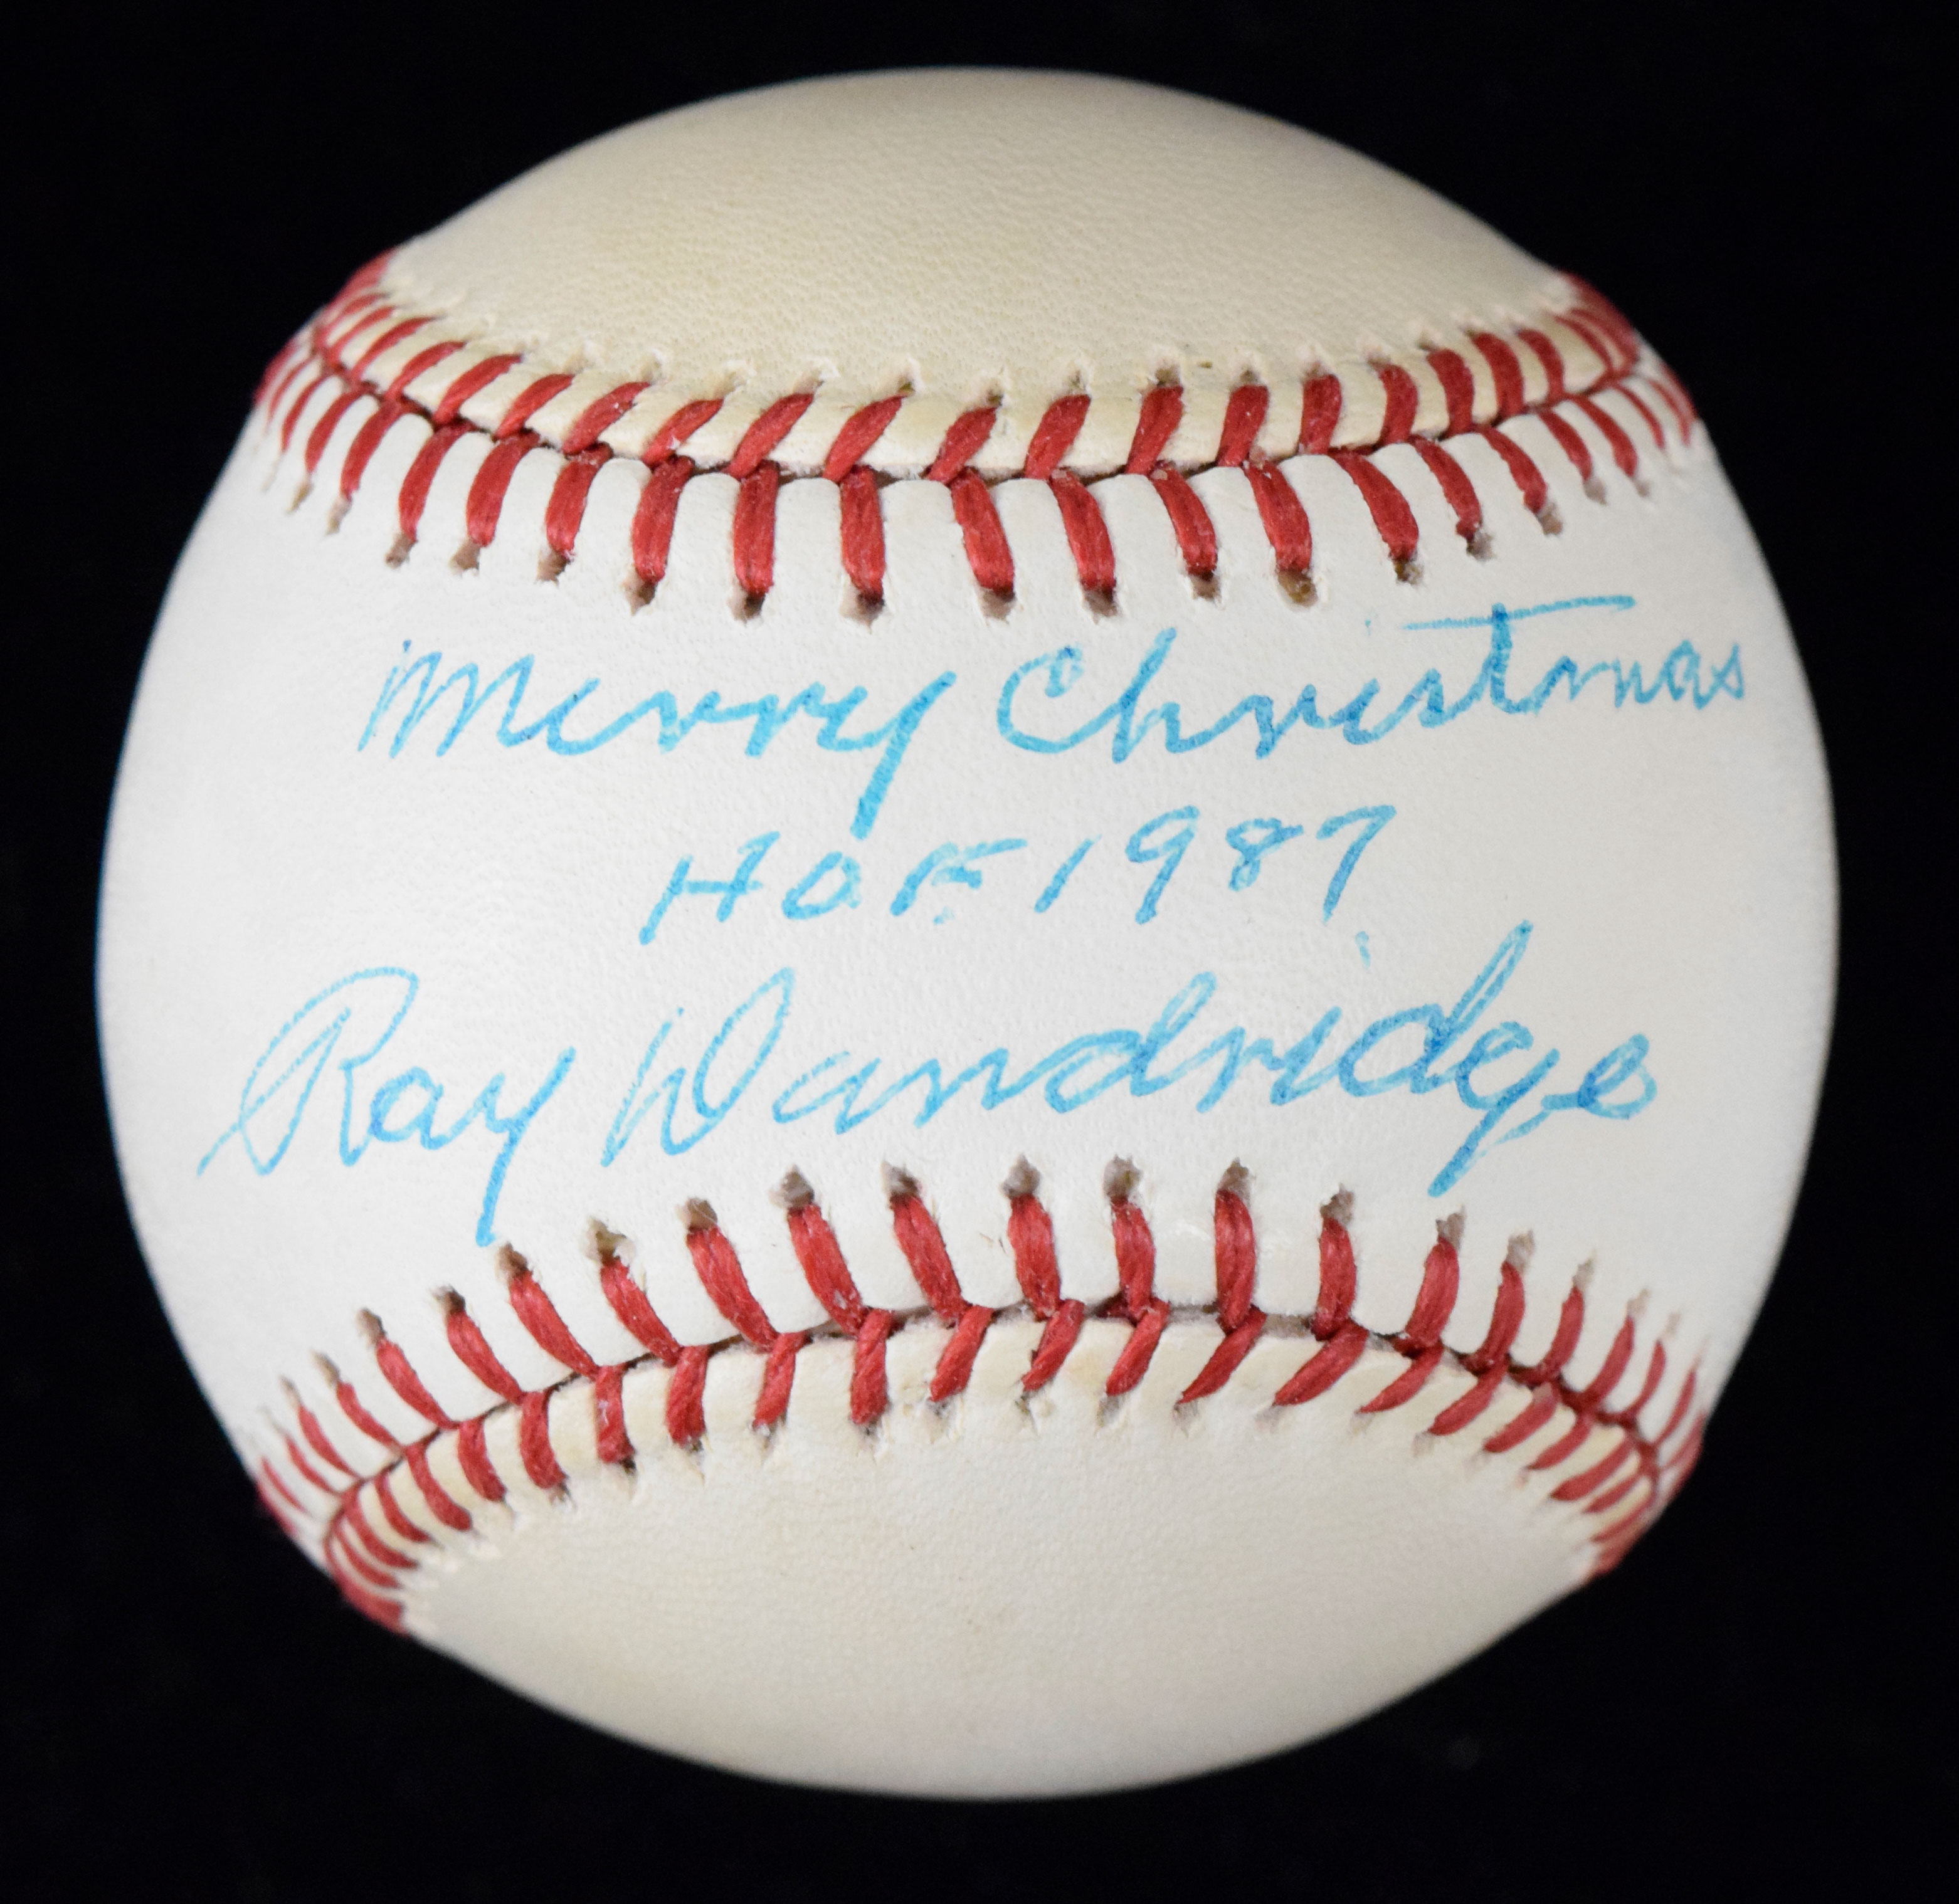 Merry Christmas
HOF 1987
Ray Dandridge